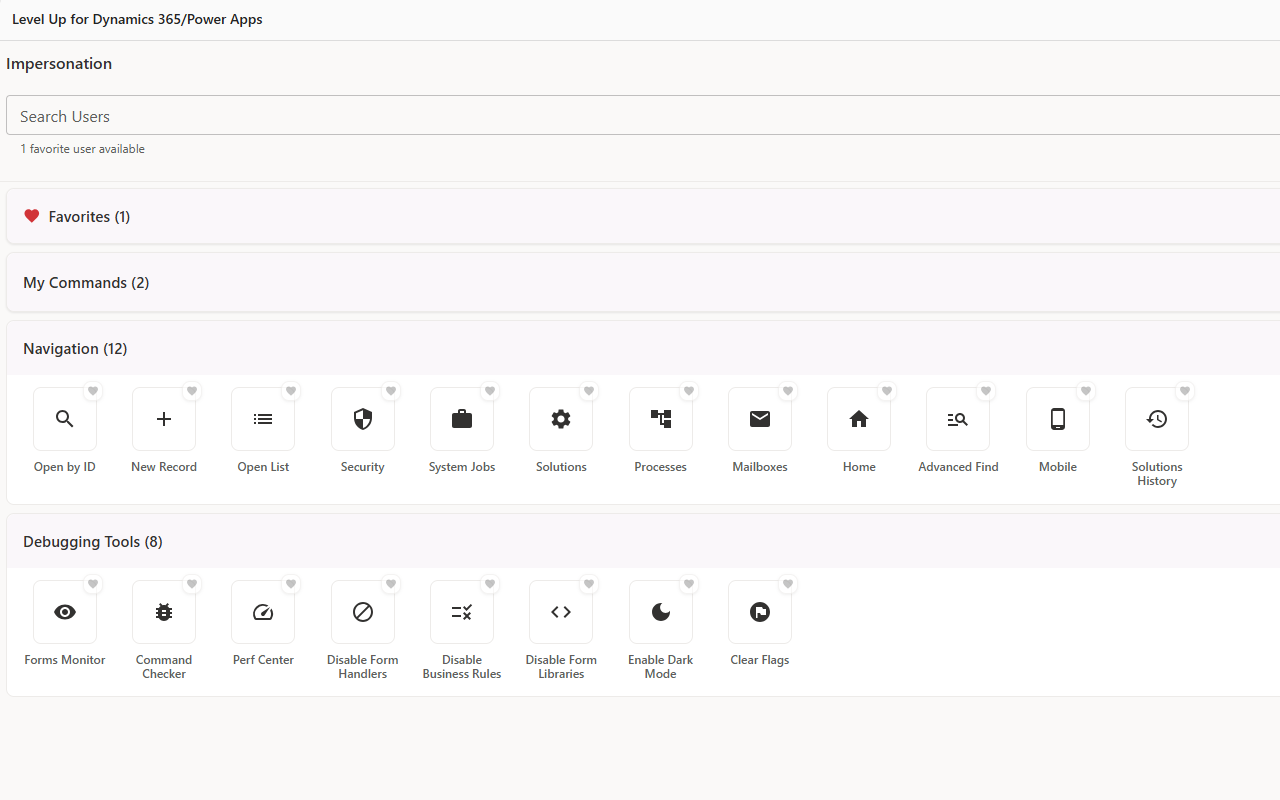 Level Up for Dynamics 365/Power Apps
Impersonation
Search Users
1 favorite user available
Favorites (1)
My Commands (2)
Navigation (12)
Open by ID
New Record
Open List
Security
System Jobs
Solutions
Processes
Mailboxes
Home
Advanced Find
Mobile
Solutions
History
Debugging Tools (8)
Forms Monitor
Command
Checker
Perf Center
Disable Form
Handlers
Disable
Business Rules
Disable Form
Libraries
Enable Dark
Mode
Clear Flags